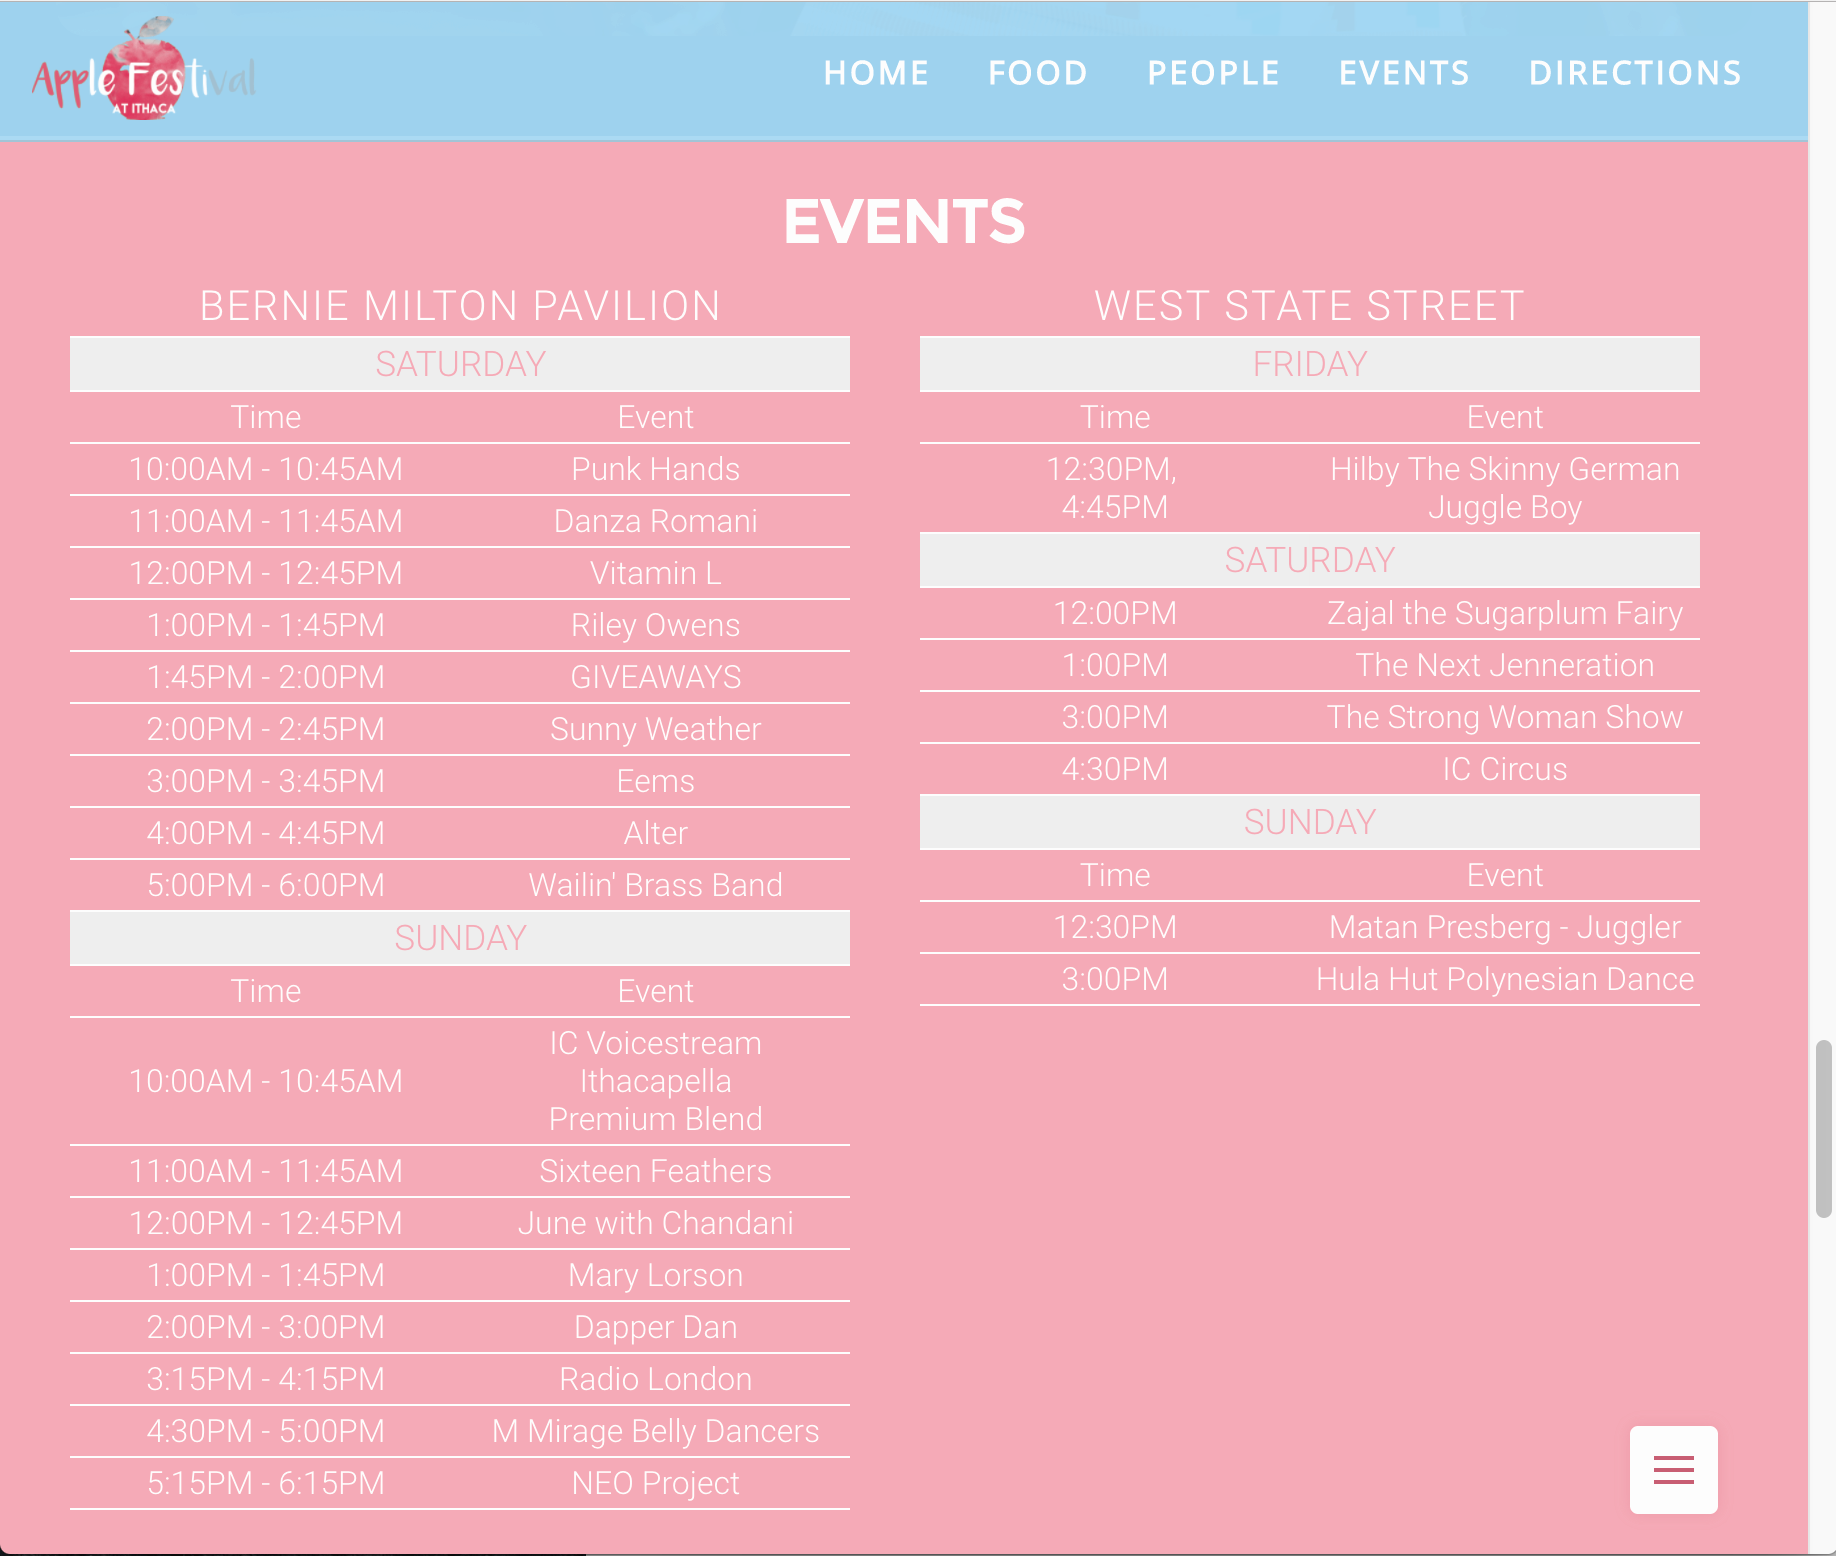 Apple Festival
AT ITHACA
HOME FOOD PEOPLE EVENTS DIRECTIONS
EVENTS
BERNIE MILTON PAVILION
SATURDAY
Time Event
10:00AM - 10:45AM Punk Hands
11:00AM - 11:45AM Danza Romani
12:00PM - 12:45PM Vitamin L
1:00PM - 1:45PM Riley Owens
1:45PM - 2:00PM GIVEAWAYS
2:00PM - 2:45PM Sunny Weather
3:00PM - 3:45PM Eems
4:00PM - 4:45PM Alter
5:00PM - 6:00PM Wailin' Brass Band
SUNDAY
Time Event
10:00AM - 10:45AM IC Voicestream
Ithacapella
Premium Blend
11:00AM - 11:45AM Sixteen Feathers
12:00PM - 12:45PM June with Chandani
1:00PM - 1:45PM Mary Lorson
2:00PM - 3:00PM Dapper Dan
3:15PM - 4:15PM Radio London
4:30PM - 5:00PM M Mirage Belly Dancers
5:15PM - 6:15PM NEO Project
WEST STATE STREET
FRIDAY
Time Event
12:30PM, Hilby The Skinny German
4:45PM Juggle Boy
SATURDAY
12:00PM Zajal the Sugarplum Fairy
1:00PM The Next Jenneration
3:00PM The Strong Woman Show
4:30PM IC Circus
SUNDAY
Time Event
12:30PM Matan Presberg - Juggler
3:00PM Hula Hut Polynesian Dance